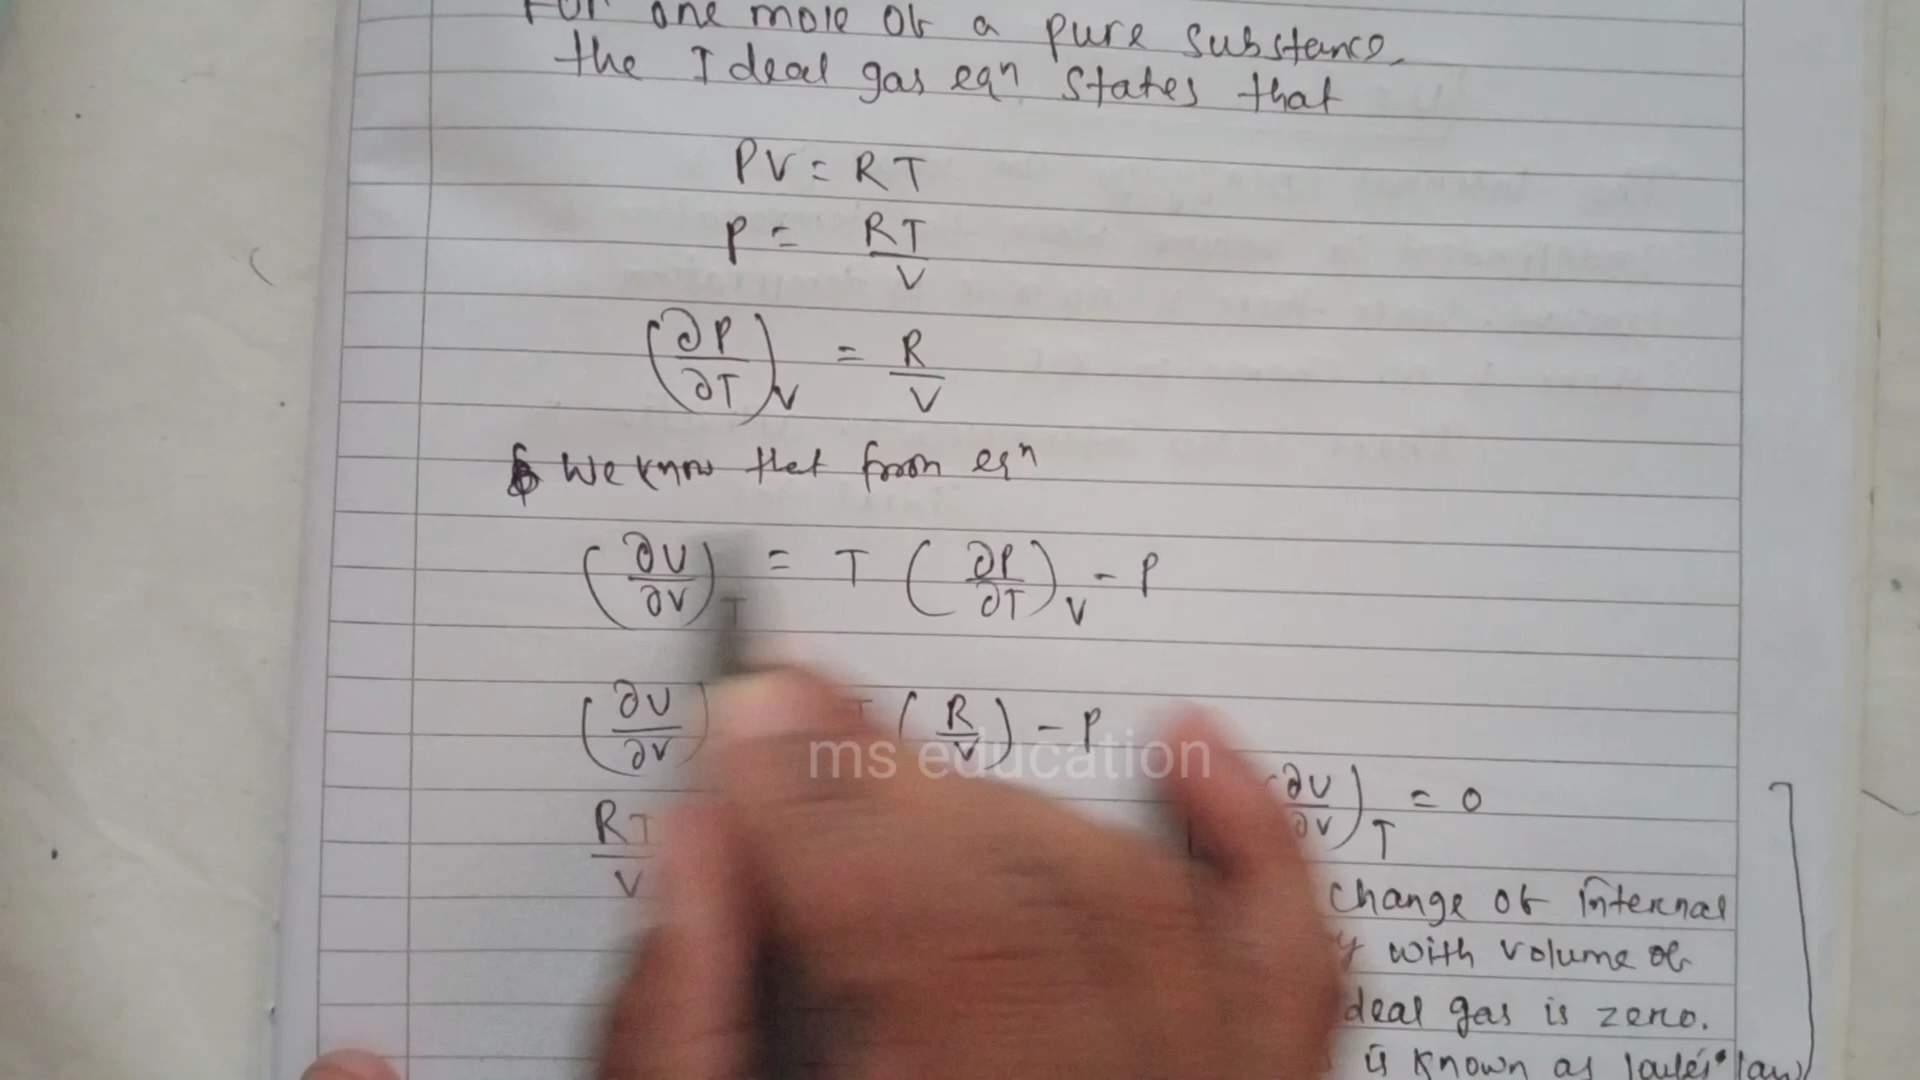 For one mole of a pure substance,
the Ideal gas eqn states that
PV = RT
P = RT/V
(∂P/∂T)V = R/V
We know that from eqn
(∂U/∂V)T = T (∂P/∂T)V - P
(∂U/∂V) (R/V) - P
ms education
(∂U/∂V)T = 0
RT/V
change of internal
with volume of
deal gas is zero.
is known as Joule's law